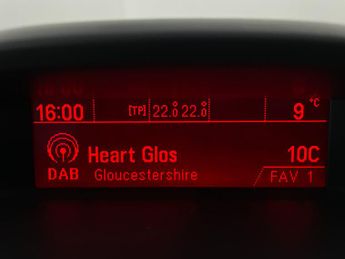 16:00 [TP] 22.0 22.0 9 °C
Heart Glos 10C
DAB Gloucestershire FAV 1